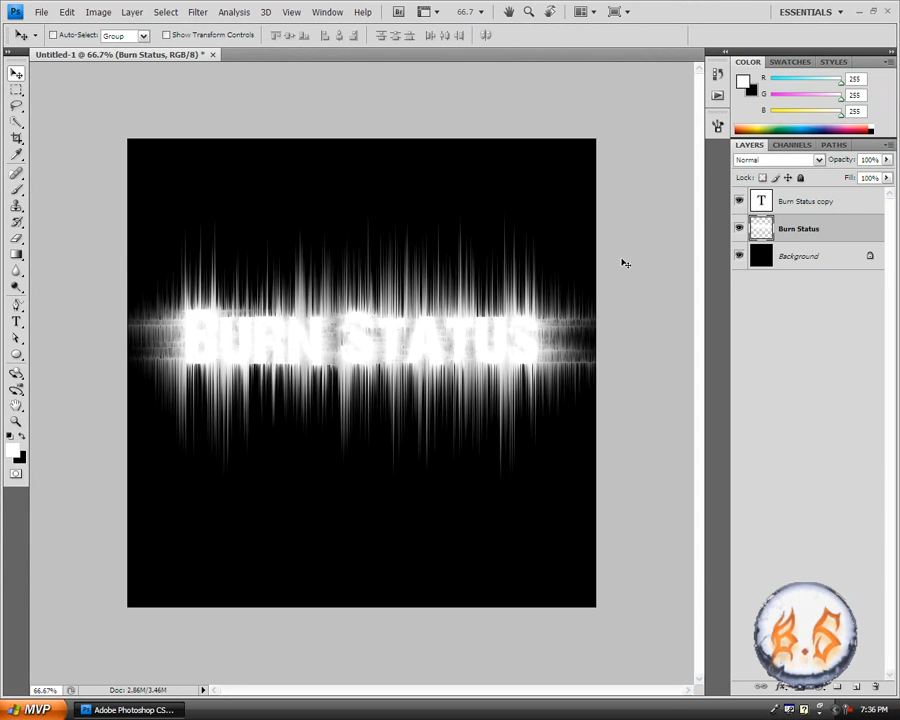 Ps File Edit Image Layer Select Filter Analysis 3D View Window Help Br 66.7 ESSENTIALS
Auto-Select: Group Show Transform Controls
Untitled-1 @ 66.7% (Burn Status, RGB/8) *
COLOR SWATCHES STYLES
R 255
G 255
B 255
LAYERS CHANNELS PATHS
Normal Opacity: 100%
Lock: Fill: 100%
T Burn Status copy
Burn Status
Background
BURN STATUS
B.S
66.67% Doc: 2.86M/3.46M
MVP Ps Adobe Photoshop CS... 7:36 PM